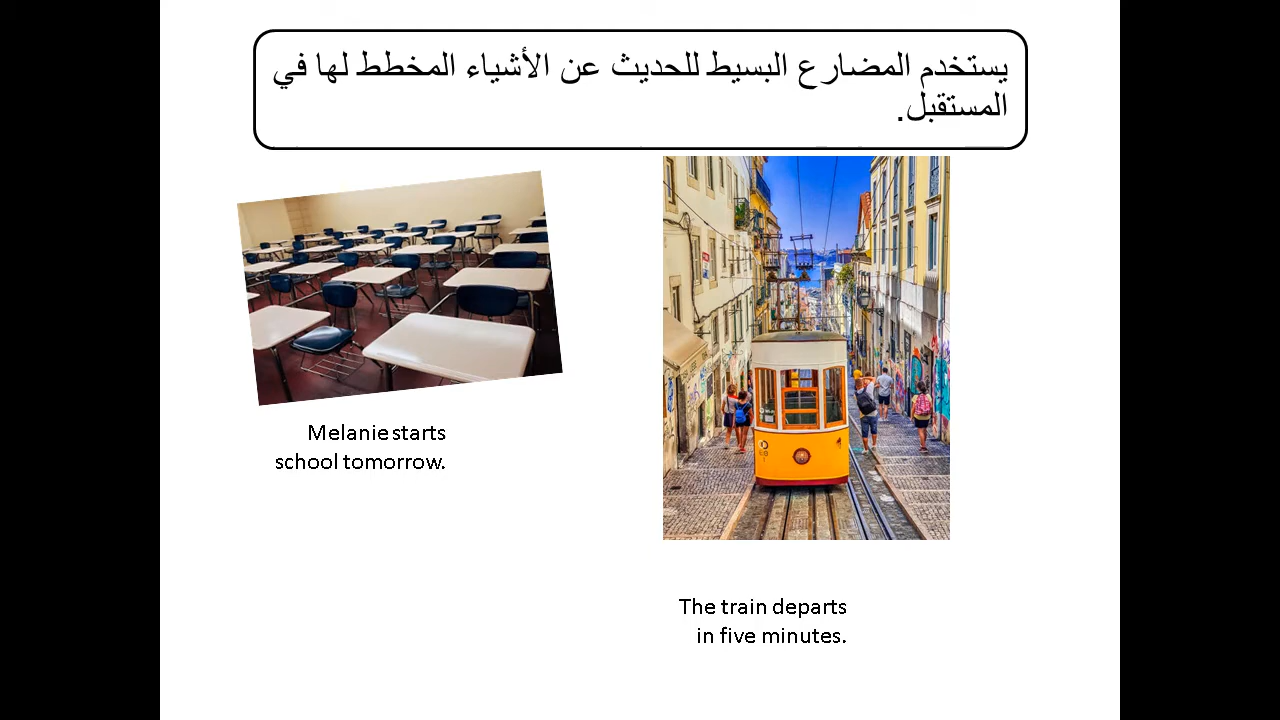 يستخدم المضارع البسيط للحديث عن الأشياء المخطط لها في
المستقبل.
Melanie starts
school tomorrow.
The train departs
in five minutes.